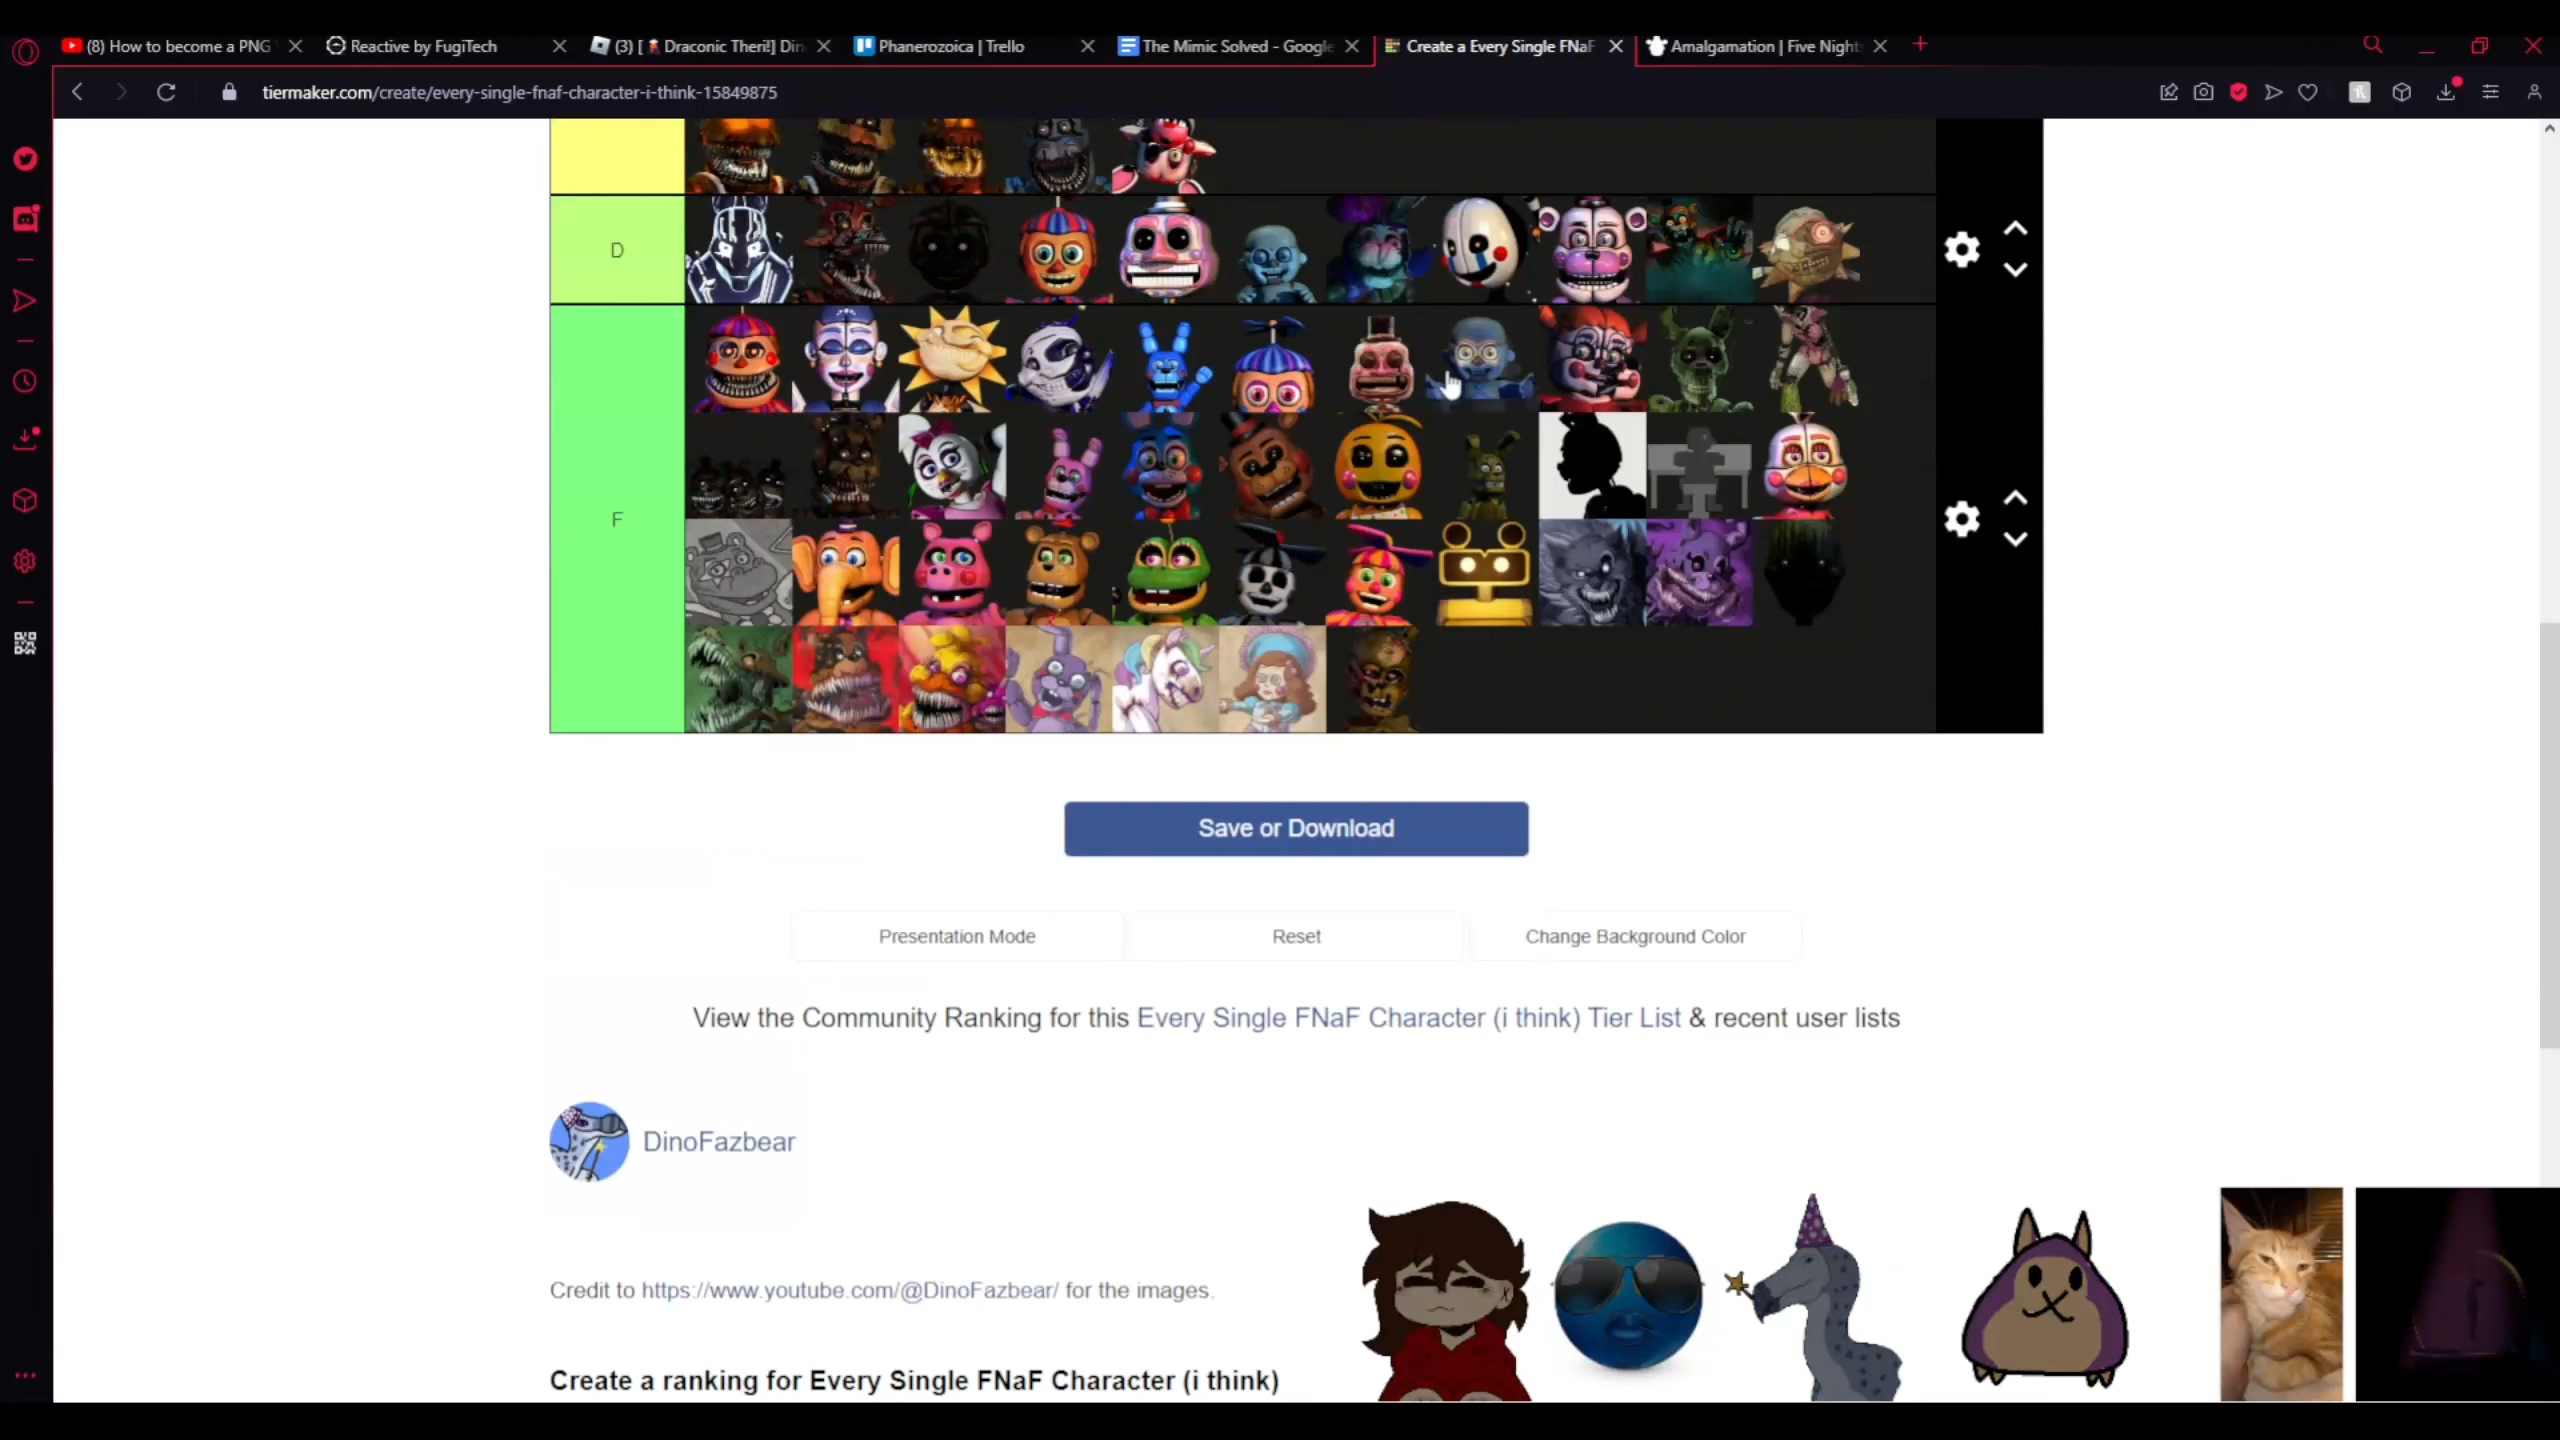 (8) How to become a PNG
Reactive by FugiTech
(3) [ Draconic Theri!] Din
Phanerozoica | Trello
The Mimic Solved - Google
Create a Every Single FNaF
Amalgamation | Five Night
tiermaker.com/create/every-single-fnaf-character-i-think-15849875
D
F
Save or Download
Presentation Mode
Reset
Change Background Color
View the Community Ranking for this Every Single FNaF Character (i think) Tier List & recent user lists
DinoFazbear
Credit to https://www.youtube.com/@DinoFazbear/ for the images.
Create a ranking for Every Single FNaF Character (i think)